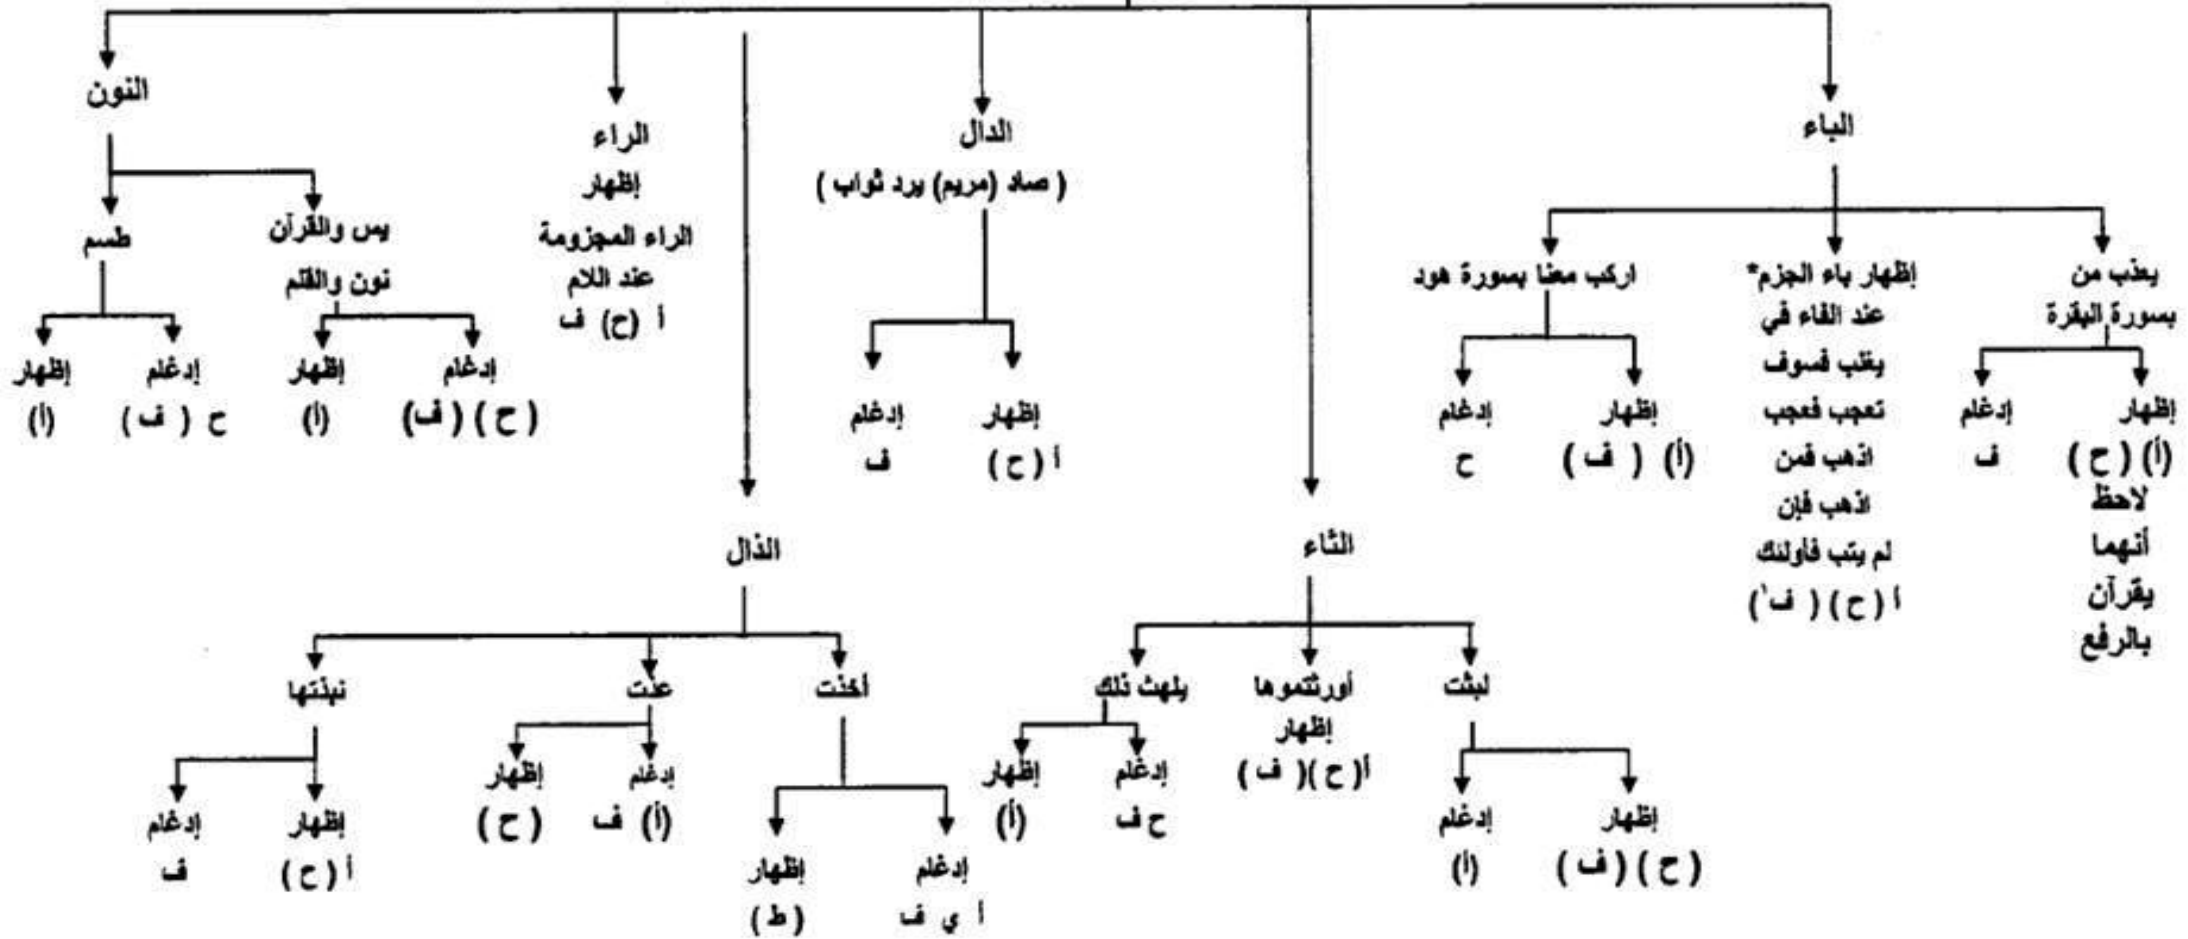 الباء
يعذب من
بسورة البقرة
إظهار
(أ) ( ح )
لاحظ
أنهما
يقرآن
بالرفع
إدغام
ف
إظهار باء الجزم*
عند الفاء في
يغلب فسوف
تعجب فعجب
اذهب فمن
اذهب فإن
لم يتب فأولئك
أ ( ح ) ( ف١ )
اركب معنا بسورة هود
إظهار
(أ) ( ف )
إدغام
ح
الثاء
لبثت
إظهار
( ح ) ( ف )
إدغام
(أ)
أورثتموها
إظهار
أ( ح )( ف )
يلهث ذلك
إدغام
ح ف
إظهار
(أ)
الدال
( صاد (مريم) يرد ثواب )
إظهار
أ ( ح )
إدغام
ف
الذال
أخذت
إدغام
أ ي ف
إظهار
( ط )
عذت
إدغام
(أ) ف
إظهار
( ح )
نبذتها
إظهار
أ ( ح )
إدغام
ف
الراء
إظهار
الراء المجزومة
عند اللام
أ (ح) ف
النون
يس والقرآن
نون والقلم
إدغام
( ح ) ( ف)
إظهار
(أ)
طسم
إدغام
ح ( ف )
إظهار
(أ)